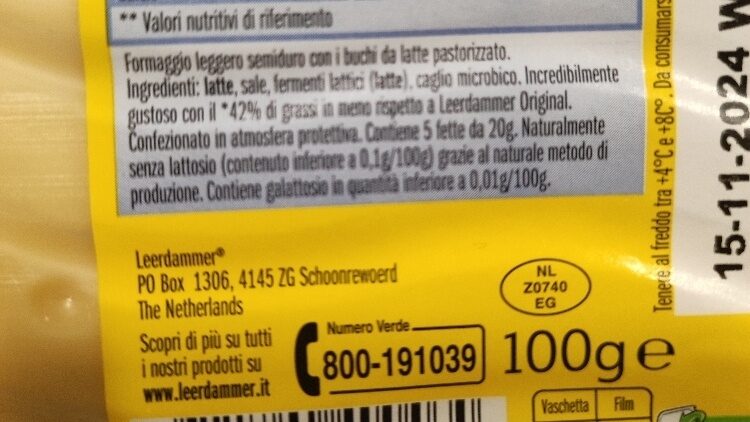 ** Valori nutritivi di riferimento
Formaggio leggero semiduro con i buchi da latte pastorizzato.
Ingredienti: latte, sale, fermenti lattici (latte), caglio microbico. Incredibilmente
gustoso con il *42% di grassi in meno rispetto a Leerdammer Original.
Confezionato in atmosfera protettiva. Contiene 5 fette da 20g. Naturalmente
senza lattosio (contenuto inferiore a 0,1g/100g) grazie al naturale metodo di
produzione. Contiene galattosio in quantità inferiore a 0,01g/100g.
Leerdammer®
PO Box 1306, 4145 ZG Schoonrewoerd
The Netherlands
Scopri di più su tutti
i nostri prodotti su
www.leerdammer.it
Numero Verde
800-191039
NL
Z0740
EG
100g e
Vaschetta Film
Tenere al freddo tra +4°C e +8C°. Da consumars
15-11-2024 W